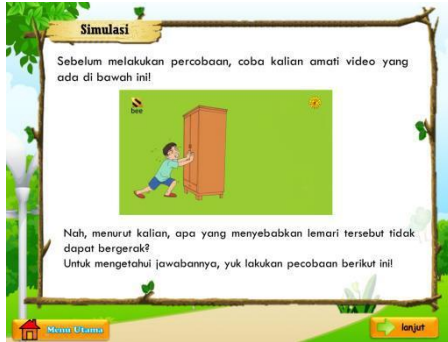 Simulasi
Sebelum melakukan percobaan, coba kalian amati video yang
ada di bawah ini!
bee
Nah, menurut kalian, apa yang menyebabkan lemari tersebut tidak
dapat bergerak?
Untuk mengetahui jawabannya, yuk lakukan pecobaan berikut ini!
Menu Utama
lanjut